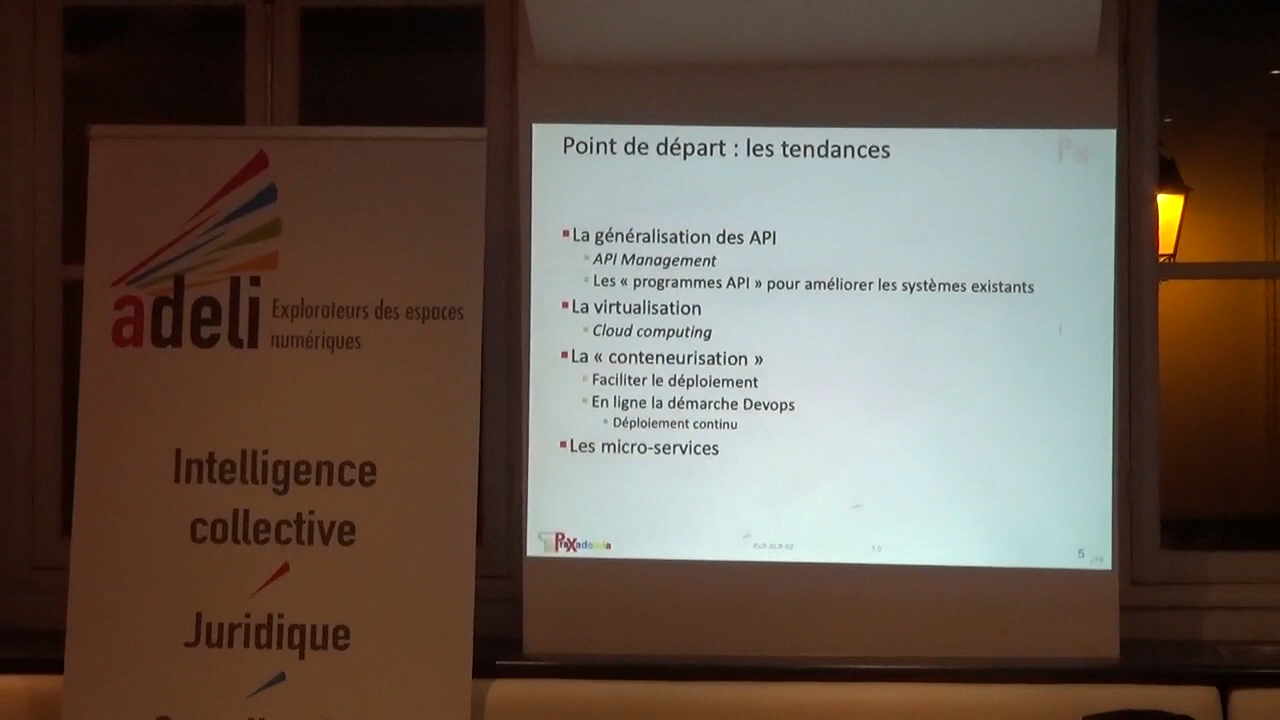 adeli
Explorateurs des espaces
numériques
Intelligence
collective
Juridique
Point de départ : les tendances
La généralisation des API
API Management
Les « programmes API » pour améliorer les systèmes existants
La virtualisation
Cloud computing
La « conteneurisation »
Faciliter le déploiement
En ligne la démarche Devops
Déploiement continu
Les micro-services
Praxademia
5